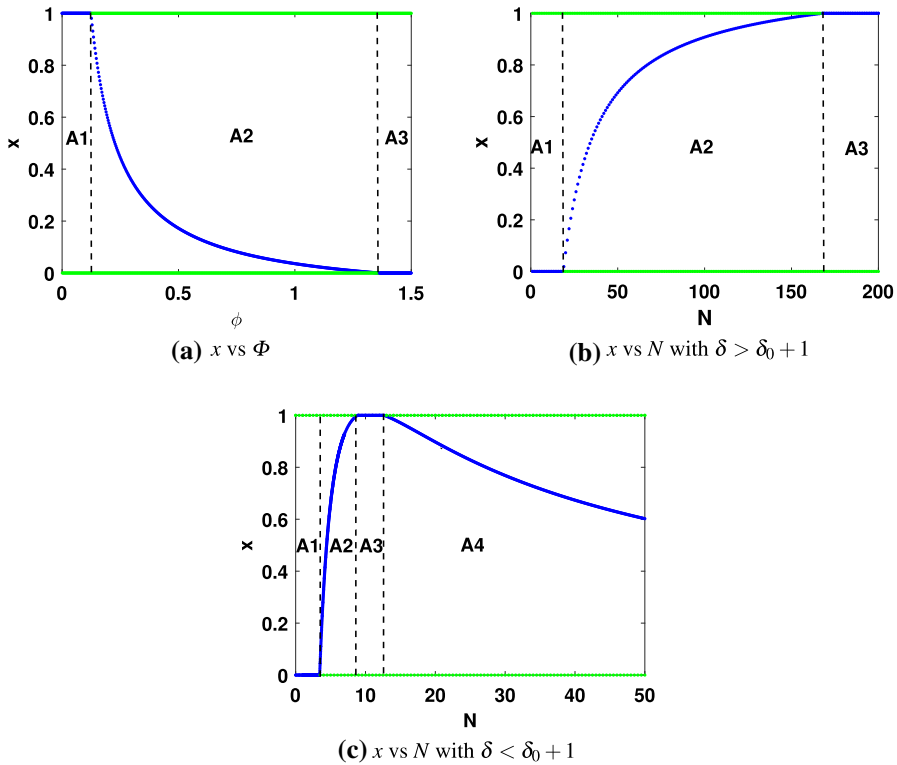 1
0.8
0.6
0.4
0.2
0
x
A1
A2
A3
0 0.5 1 1.5
ϕ
(a) x vs Φ
1
0.8
0.6
0.4
0.2
0
x
A1
A2
A3
0 50 100 150 200
N
(b) x vs N with δ > δ₀ + 1
1
0.8
0.6
0.4
0.2
0
x
A1 A2 A3 A4
0 10 20 30 40 50
N
(c) x vs N with δ < δ₀ + 1